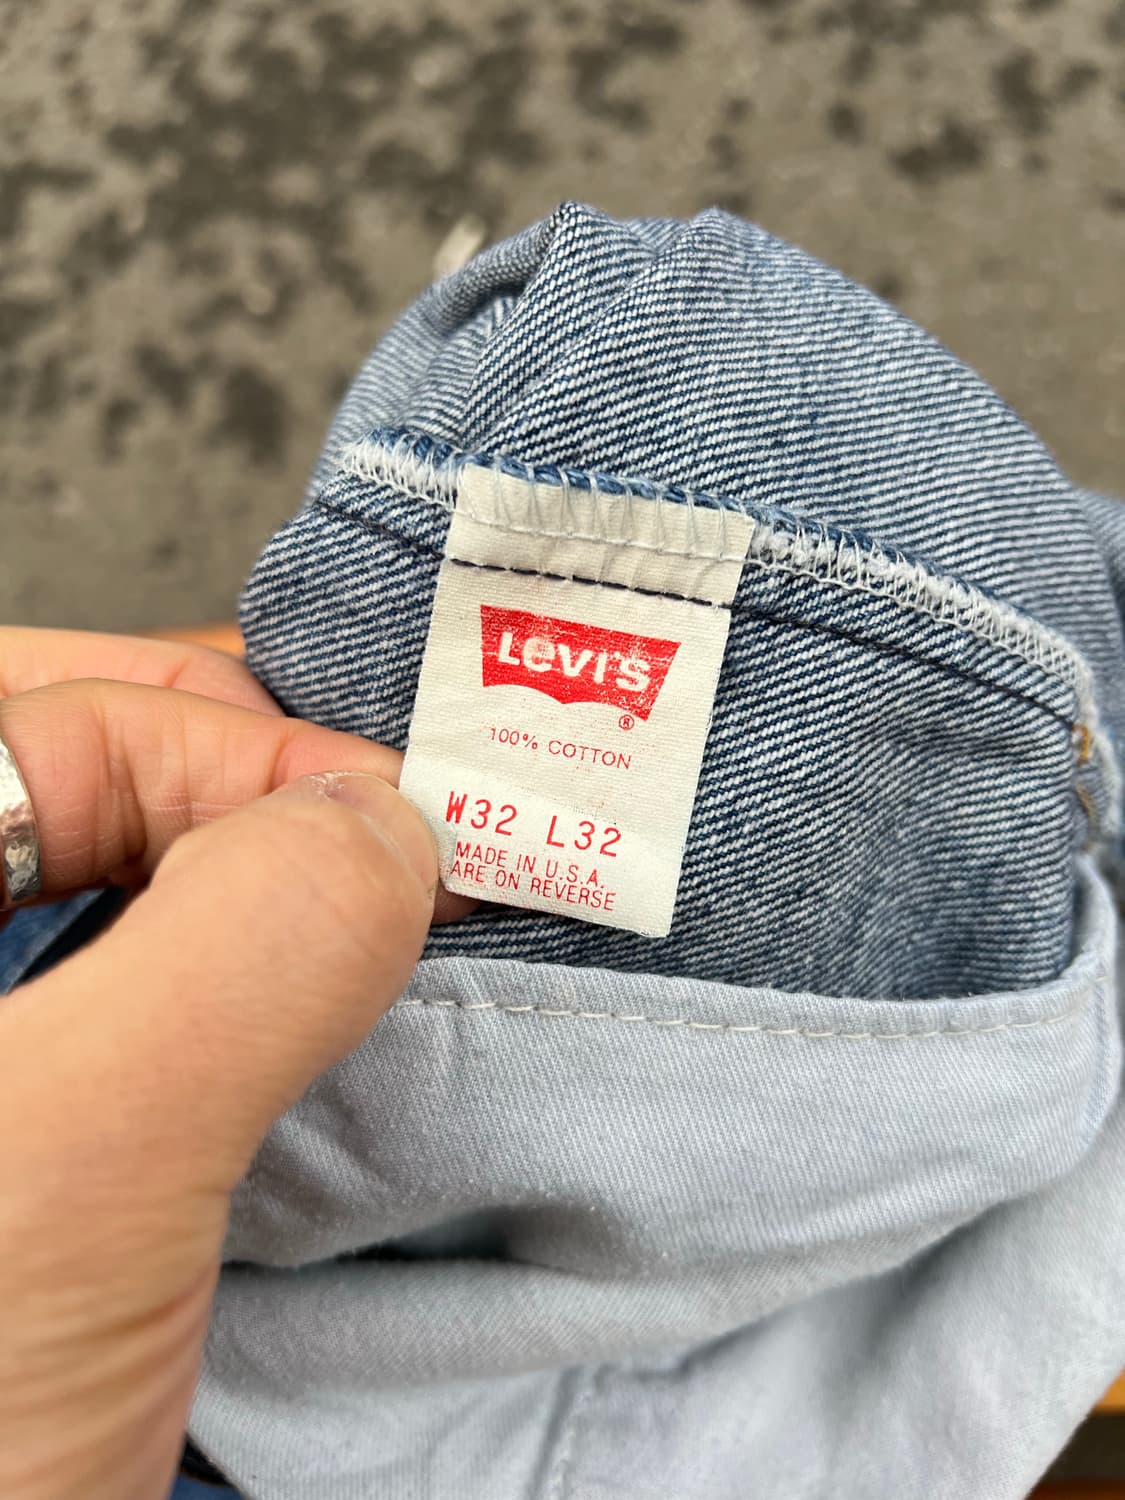 Levi's
®
100% COTTON
W32 L32
MADE IN U.S.A.
ARE ON REVERSE